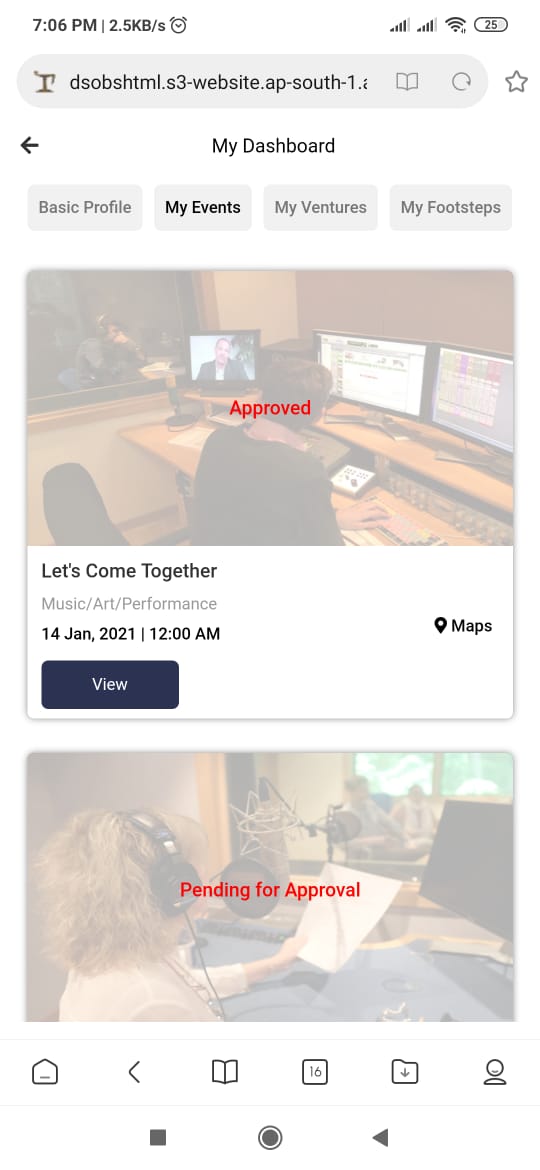 7:06 PM | 2.5KB/s
25
dsobshtml.s3-website.ap-south-1.a
My Dashboard
Basic Profile
My Events
My Ventures
My Footsteps
Approved
Let's Come Together
Music/Art/Performance
14 Jan, 2021 | 12:00 AM
Maps
View
Pending for Approval
16